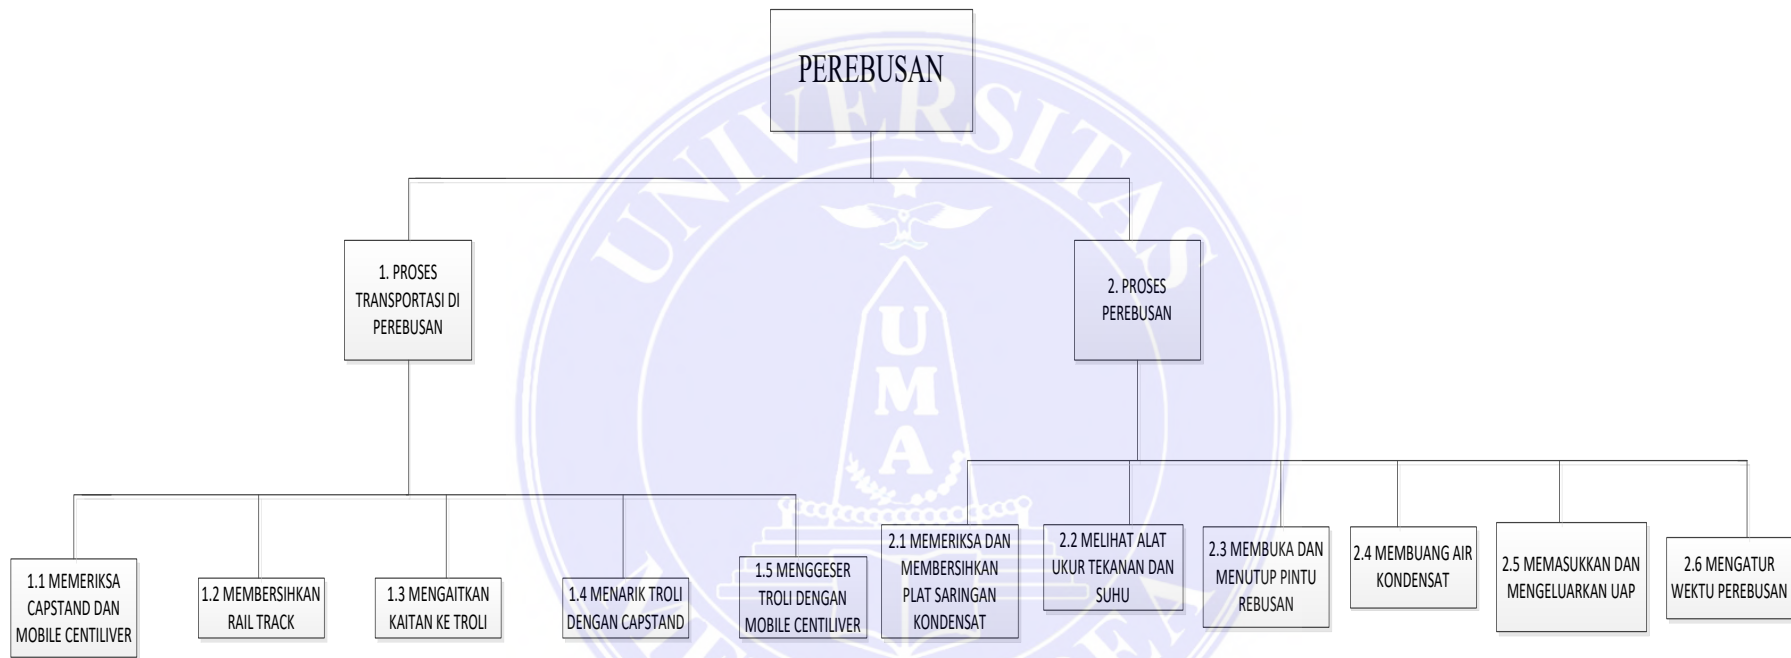 PEREBUSAN
1. PROSES
TRANSPORTASI DI
PEREBUSAN
2. PROSES
PEREBUSAN
1.1 MEMERIKSA
CAPSTAND DAN
MOBILE CENTILIVER
1.2 MEMBERSIHKAN
RAIL TRACK
1.3 MENGAITKAN
KAITAN KE TROLI
1.4 MENARIK TROLI
DENGAN CAPSTAND
1.5 MENGGESER
TROLI DENGAN
MOBILE CENTILIVER
2.1 MEMERIKSA DAN
MEMBERSIHKAN
PLAT SARINGAN
KONDENSAT
2.2 MELIHAT ALAT
UKUR TEKANAN DAN
SUHU
2.3 MEMBUKA DAN
MENUTUP PINTU
REBUSAN
2.4 MEMBUANG AIR
KONDENSAT
2.5 MEMASUKKAN DAN
MENGELUARKAN UAP
2.6 MENGATUR
WEKTU PEREBUSAN
UNIVERSITAS
UMA